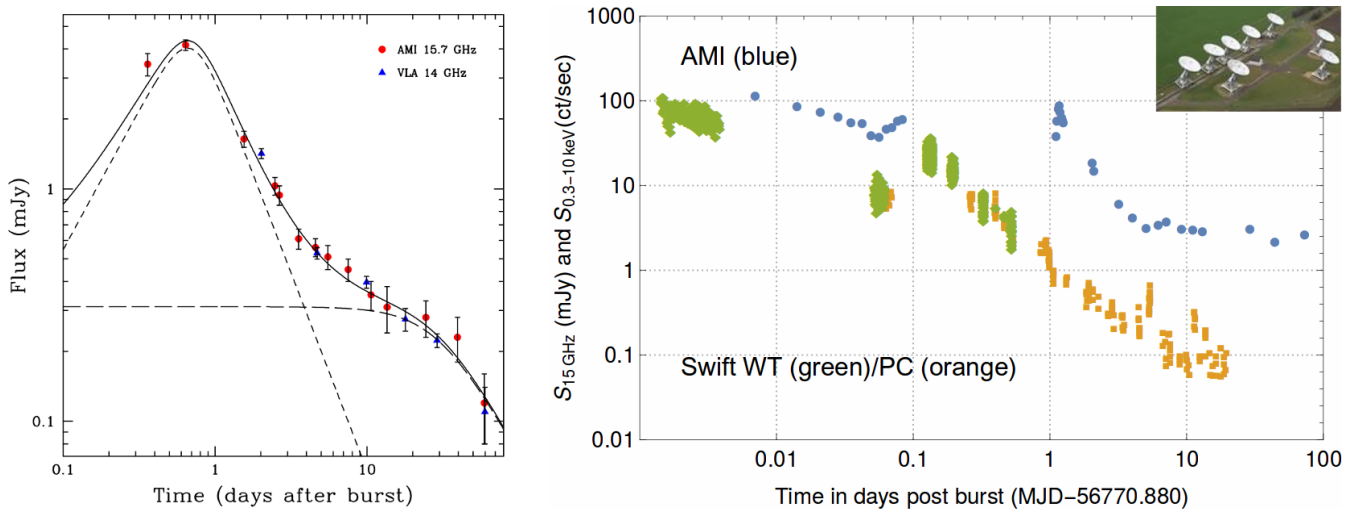 AMI 15.7 GHz
VLA 14 GHz
Flux (mJy)
1
0.1
0.1
1
10
Time (days after burst)
1000
100
10
1
0.1
0.01
S15 GHz (mJy) and S0.3−10 keV(ct/sec)
AMI (blue)
Swift WT (green)/PC (orange)
0.01
0.1
1
10
100
Time in days post burst (MJD−56770.880)